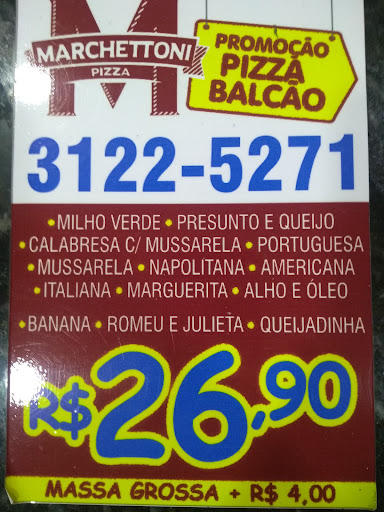 M
MARCHETTONI
PIZZA
PROMOÇÃO
PIZZA
BALCÃO
3122-5271
• MILHO VERDE • PRESUNTO E QUEIJO
• CALABRESA C/ MUSSARELA • PORTUGUESA
• MUSSARELA • NAPOLITANA • AMERICANA
• ITALIANA • MARGUERITA • ALHO E ÓLEO
• BANANA • ROMEU E JULIETA • QUEIJADINHA
R$ 26,90
MASSA GROSSA + R$ 4,00